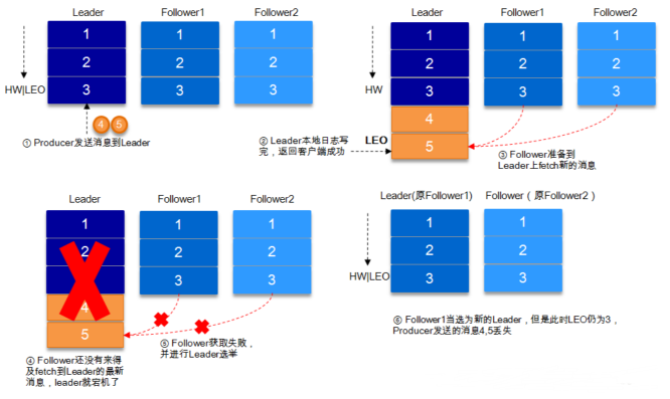 Leader Follower1 Follower2
1 1 1
2 2 2
HW|LEO 3 3 3
4 5
① Producer发送消息到Leader
Leader Follower1 Follower2
1 1 1
2 2 2
HW 3 3 3
4
② Leader本地日志写
完，返回客户端成功
LEO 5
③ Follower准备到
Leader上fetch新的消息
Leader Follower1 Follower2
1 1 1
2 2 2
3 3
4
5
④ Follower还没有来得
及fetch到Leader的最新
消息，leader就宕机了
⑤ Follower获取失败，
并进行Leader选举
Leader(原Follower1) Follower（原Follower2)
1 1
2 2
HW|LEO 3 3
⑥ Follower1当选为新的Leader，但是此时LEO仍为3，
Producer发送的消息4,5丢失